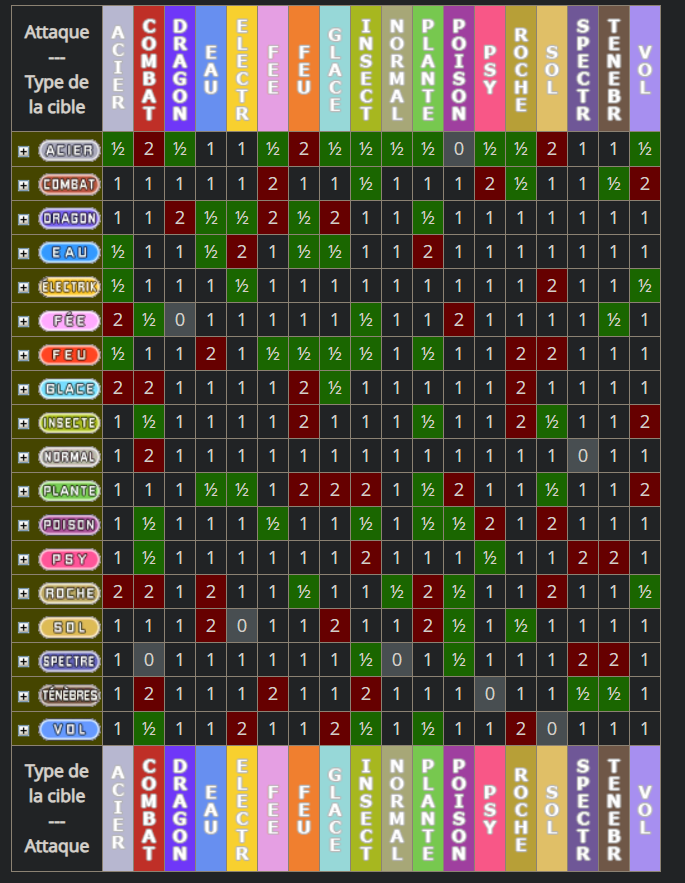 Attaque
---
Type de
la cible
ACIER COMBAT DRAGON EAU ELECTR FEE FEU GLACE INSECT NORMAL PLANTE POISON PSY ROCHE SOL SPECTR TENEBR VOL
ACIER ½ 2 ½ 1 1 ½ 2 ½ ½ ½ ½ 0 ½ ½ 2 1 1 ½
COMBAT 1 1 1 1 1 2 1 1 ½ 1 1 1 2 ½ 1 1 ½ 2
DRAGON 1 1 2 ½ ½ 2 ½ 2 1 1 ½ 1 1 1 1 1 1 1
EAU ½ 1 1 ½ 2 1 ½ ½ 1 1 2 1 1 1 1 1 1 1
ÉLECTRIK ½ 1 1 1 ½ 1 1 1 1 1 1 1 1 1 2 1 1 ½
FÉE 2 ½ 0 1 1 1 1 1 ½ 1 1 2 1 1 1 1 ½ 1
FEU ½ 1 1 2 1 ½ ½ ½ ½ 1 ½ 1 1 2 2 1 1 1
GLACE 2 2 1 1 1 1 2 ½ 1 1 1 1 1 2 1 1 1 1
INSECTE 1 ½ 1 1 1 1 2 1 1 1 ½ 1 1 2 ½ 1 1 2
NORMAL 1 2 1 1 1 1 1 1 1 1 1 1 1 1 1 0 1 1
PLANTE 1 1 1 ½ ½ 1 2 2 2 1 ½ 2 1 1 ½ 1 1 2
POISON 1 ½ 1 1 1 ½ 1 1 ½ 1 ½ ½ 2 1 2 1 1 1
PSY 1 ½ 1 1 1 1 1 1 2 1 1 1 ½ 1 1 2 2 1
ROCHE 2 2 1 2 1 1 ½ 1 1 ½ 2 ½ 1 1 2 1 1 ½
SOL 1 1 1 2 0 1 1 2 1 1 2 ½ 1 ½ 1 1 1 1
SPECTRE 1 0 1 1 1 1 1 1 ½ 0 1 ½ 1 1 1 2 2 1
TÉNÈBRES 1 2 1 1 1 2 1 1 2 1 1 1 0 1 1 ½ ½ 1
VOL 1 ½ 1 1 2 1 1 2 ½ 1 ½ 1 1 2 0 1 1 1
Type de
la cible
---
Attaque
ACIER COMBAT DRAGON EAU ELECTR FEE FEU GLACE INSECT NORMAL PLANTE POISON PSY ROCHE SOL SPECTR TENEBR VOL